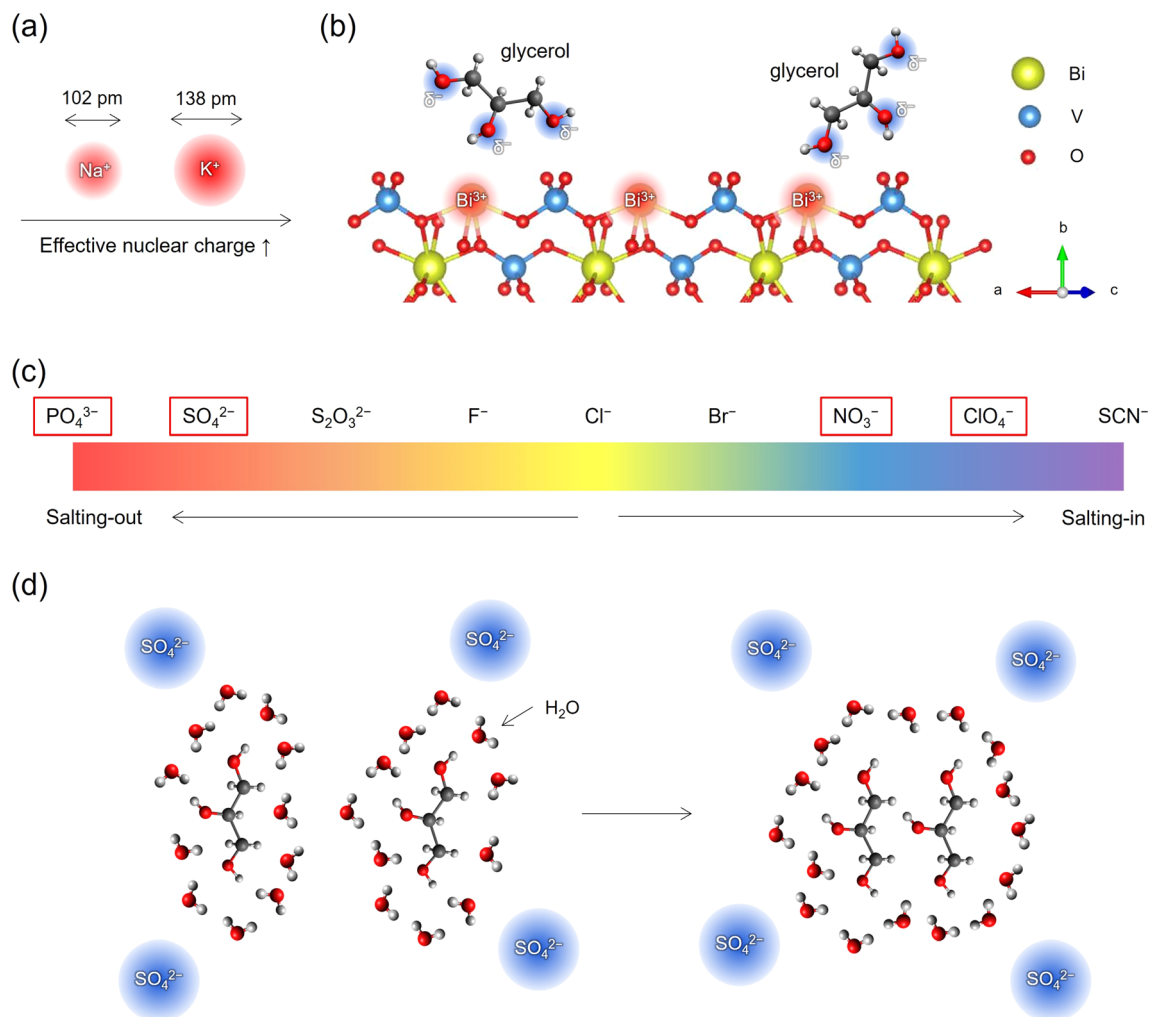 (a)
102 pm 138 pm
Na⁺ K⁺
Effective nuclear charge ↑
(b)
glycerol
δ⁻
δ⁻
δ⁻
glycerol
δ⁻
δ⁻
δ⁻
Bi³⁺ Bi³⁺ Bi³⁺
Bi
V
O
b
a
c
(c)
PO₄³⁻ SO₄²⁻ S₂O₃²⁻ F⁻ Cl⁻ Br⁻ NO₃⁻ ClO₄⁻ SCN⁻
Salting-out Salting-in
(d)
SO₄²⁻ SO₄²⁻ SO₄²⁻ SO₄²⁻
H₂O
SO₄²⁻ SO₄²⁻ SO₄²⁻ SO₄²⁻